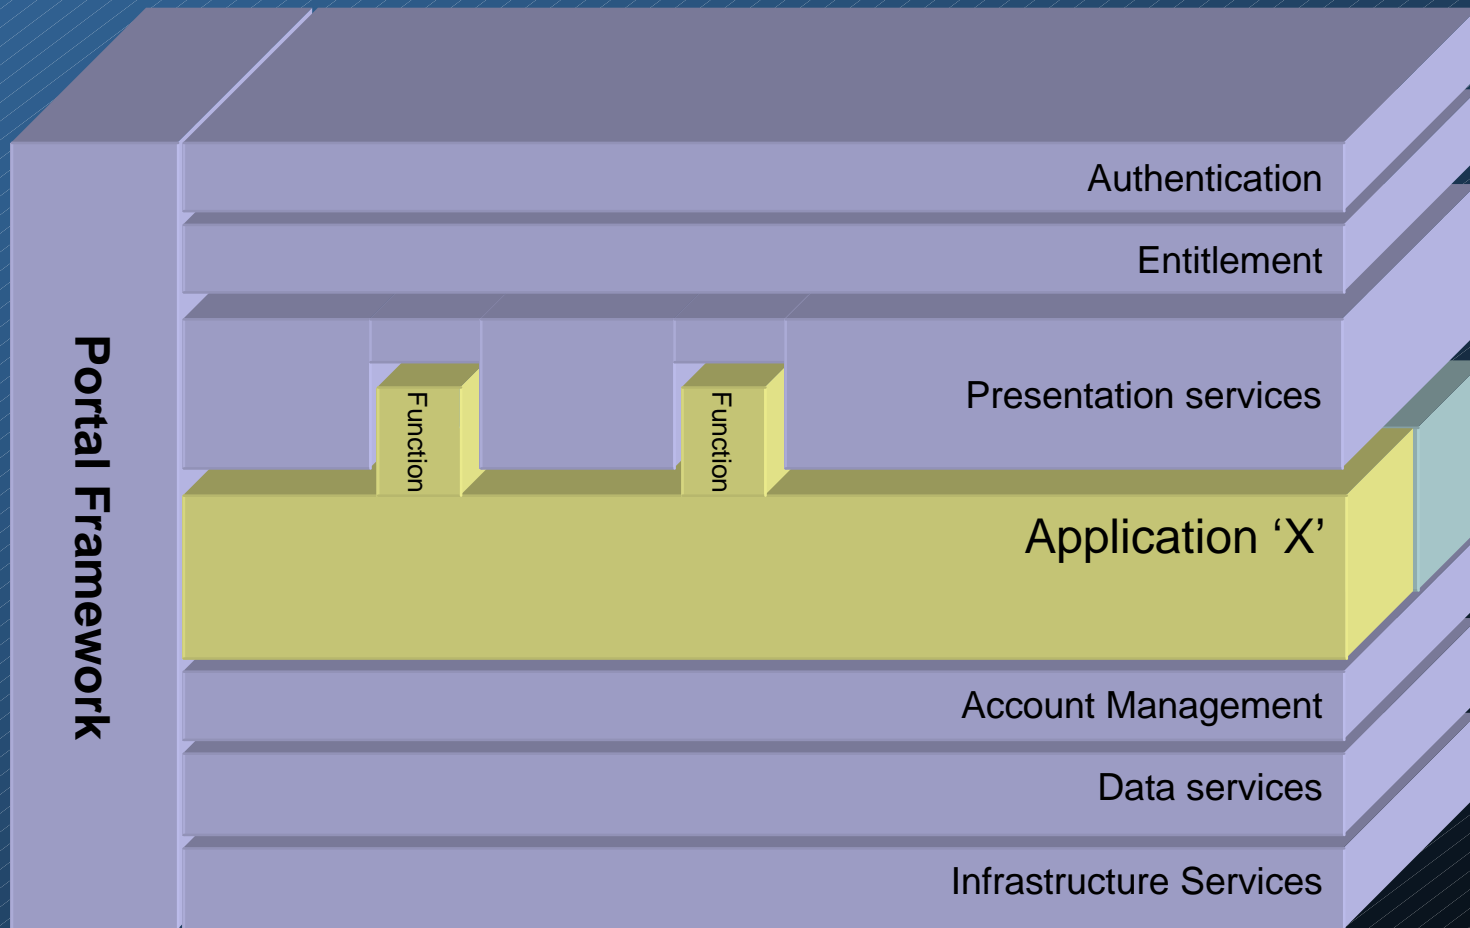 Authentication
Entitlement
Portal Framework
Presentation services
Function
Function
Application ‘X’
Account Management
Data services
Infrastructure Services